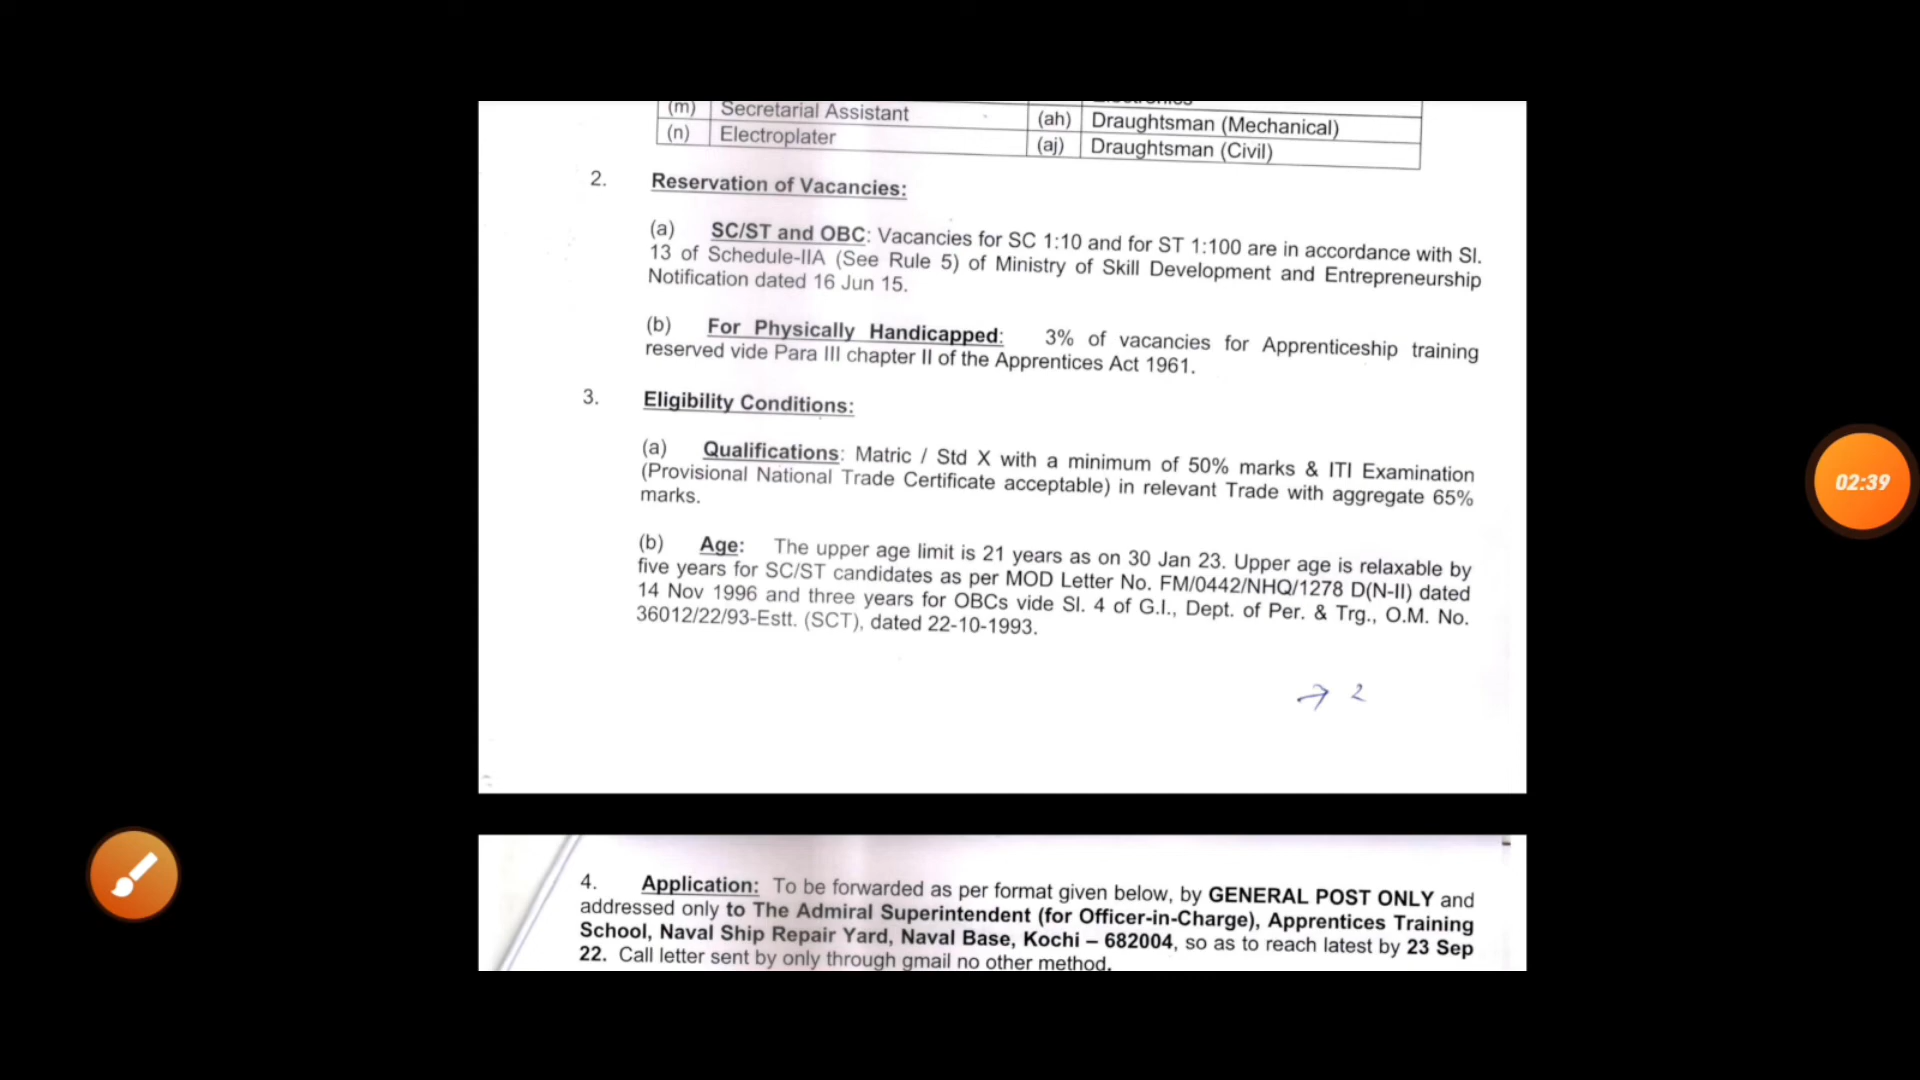 (m) Secretarial Assistant (ah) Draughtsman (Mechanical)
(n) Electroplater (aj) Draughtsman (Civil)
2. Reservation of Vacancies:
(a) SC/ST and OBC: Vacancies for SC 1:10 and for ST 1:100 are in accordance with Sl.
13 of Schedule-IIA (See Rule 5) of Ministry of Skill Development and Entrepreneurship
Notification dated 16 Jun 15.
(b) For Physically Handicapped: 3% of vacancies for Apprenticeship training
reserved vide Para III chapter II of the Apprentices Act 1961.
3. Eligibility Conditions:
(a) Qualifications: Matric / Std X with a minimum of 50% marks & ITI Examination
(Provisional National Trade Certificate acceptable) in relevant Trade with aggregate 65%
marks.
02:39
(b) Age: The upper age limit is 21 years as on 30 Jan 23. Upper age is relaxable by
five years for SC/ST candidates as per MOD Letter No. FM/0442/NHQ/1278 D(N-II) dated
14 Nov 1996 and three years for OBCs vide Sl. 4 of G.I., Dept. of Per. & Trg., O.M. No.
36012/22/93-Estt. (SCT), dated 22-10-1993.
→ 2
4. Application: To be forwarded as per format given below, by GENERAL POST ONLY and
addressed only to The Admiral Superintendent (for Officer-in-Charge), Apprentices Training
School, Naval Ship Repair Yard, Naval Base, Kochi – 682004, so as to reach latest by 23 Sep
22. Call letter sent by only through gmail no other method.